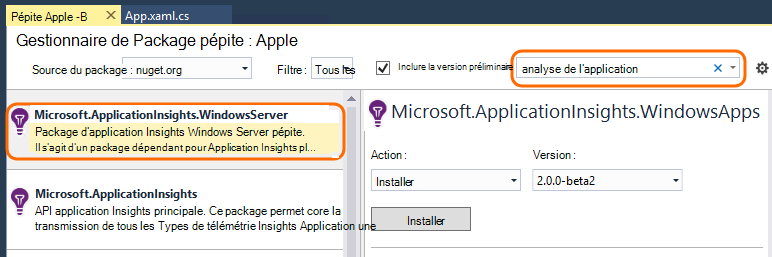 Pépite Apple -B
App.xaml.cs
Gestionnaire de Package pépite : Apple
Source du package : nuget.org
Filtre : Tous les
Inclure la version préliminaire
analyse de l'application
Microsoft.ApplicationInsights.WindowsServer
Package d'application Insights Windows Server pépite.
Il s'agit d'un package dépendant pour Application Insights pl...
Microsoft.ApplicationInsights
API application Insights principale. Ce package permet core la
transmission de tous les Types de télémétrie Insights Application une
Microsoft.ApplicationInsights.WindowsApps
Action :
Version :
Installer
2.0.0-beta2
Installer